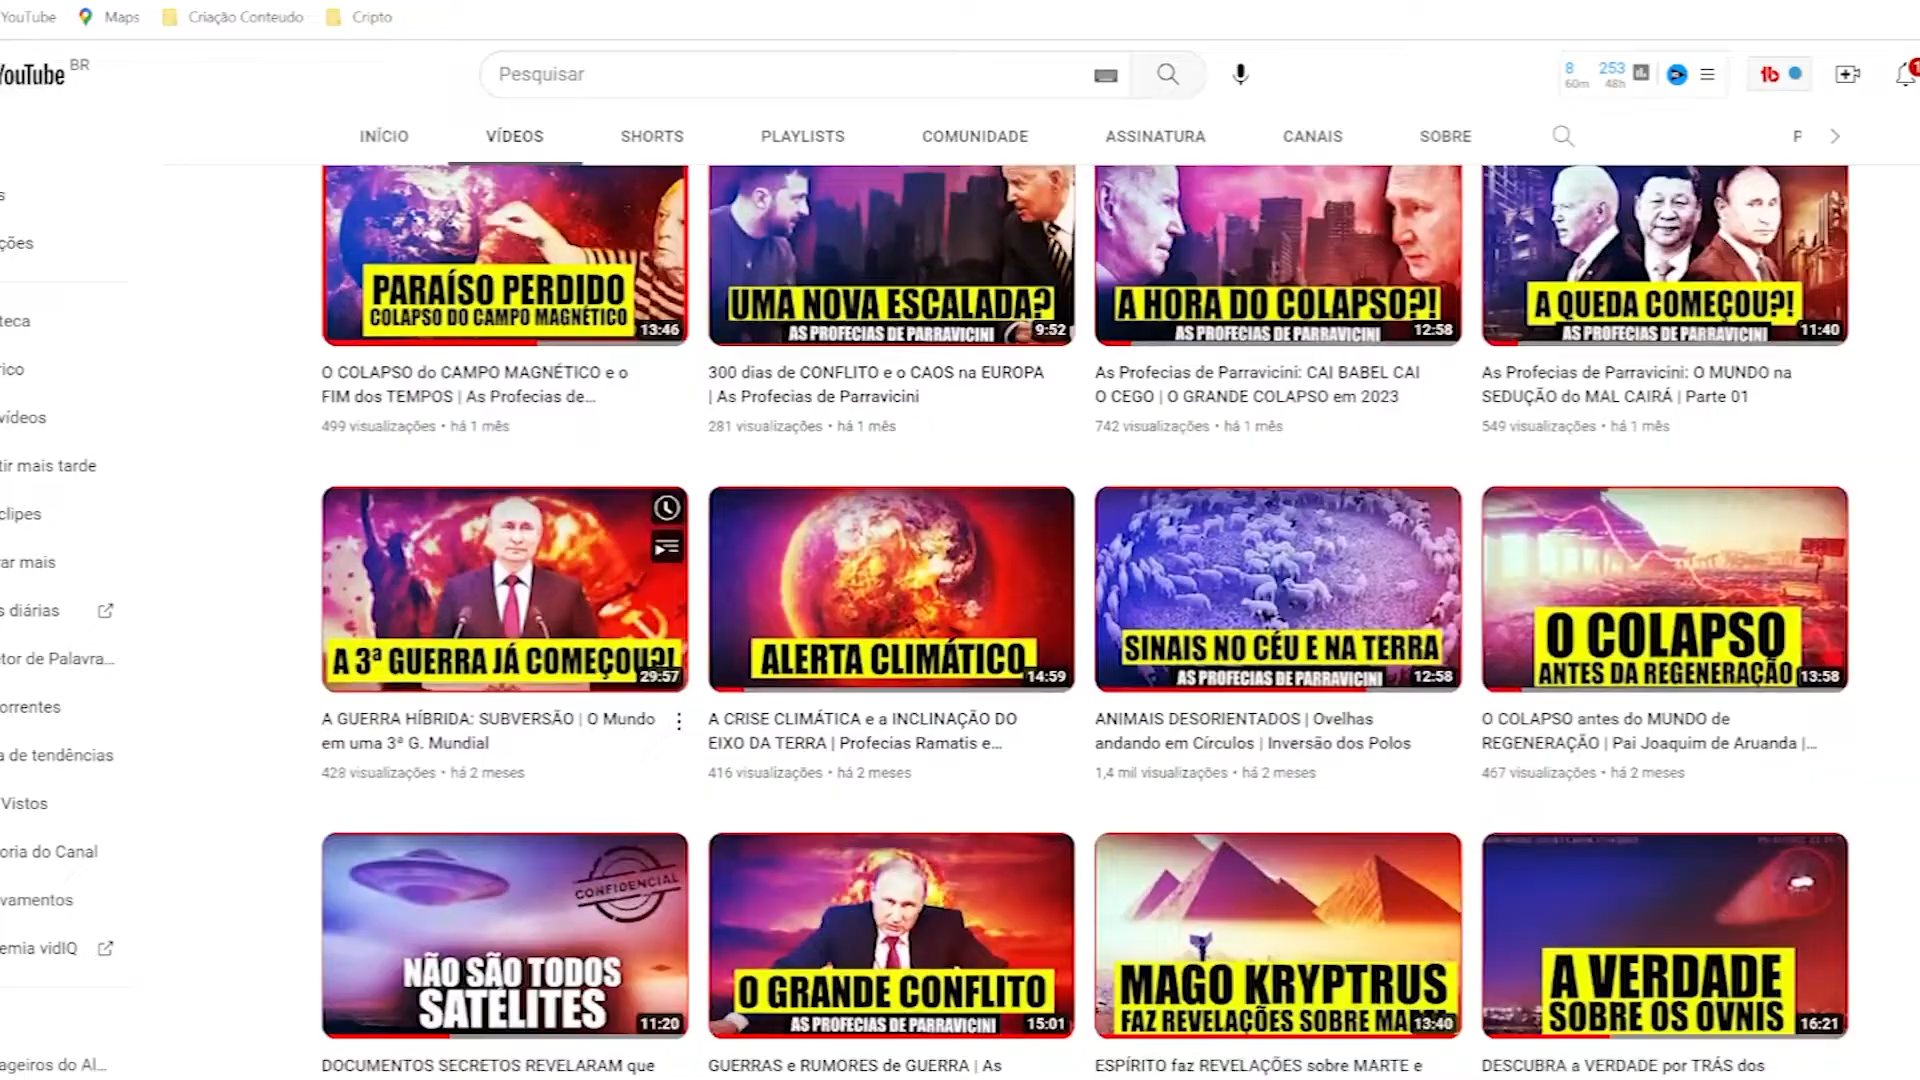 YouTube
Maps
Criação Conteudo
Cripto
YouTube BR
Pesquisar
8
60m
253
48h
tb
1
INÍCIO
VÍDEOS
SHORTS
PLAYLISTS
COMUNIDADE
ASSINATURA
CANAIS
SOBRE
P
s
ções
teca
rico
vídeos
tir mais tarde
clipes
ar mais
s diárias
tor de Palavra...
orrentes
a de tendências
Vistos
oria do Canal
vamentos
emia vidIQ
ageiros do Al...
PARAÍSO PERDIDO
COLAPSO DO CAMPO MAGNÉTICO
13:46
O COLAPSO do CAMPO MAGNÉTICO e o
FIM dos TEMPOS | As Profecias de...
499 visualizações • há 1 mês
UMA NOVA ESCALADA?
AS PROFECIAS DE PARRAVICINI
9:52
300 dias de CONFLITO e o CAOS na EUROPA
| As Profecias de Parravicini
281 visualizações • há 1 mês
A HORA DO COLAPSO?!
AS PROFECIAS DE PARRAVICINI
12:58
As Profecias de Parravicini: CAI BABEL CAI
O CEGO | O GRANDE COLAPSO em 2023
742 visualizações • há 1 mês
A QUEDA COMEÇOU?!
AS PROFECIAS DE PARRAVICINI
11:40
As Profecias de Parravicini: O MUNDO na
SEDUÇÃO do MAL CAIRÁ | Parte 01
549 visualizações • há 1 mês
A 3ª GUERRA JÁ COMEÇOU?!
29:57
A GUERRA HÍBRIDA: SUBVERSÃO | O Mundo
em uma 3ª G. Mundial
428 visualizações • há 2 meses
ALERTA CLIMÁTICO
14:59
A CRISE CLIMÁTICA e a INCLINAÇÃO DO
EIXO DA TERRA | Profecias Ramatis e...
416 visualizações • há 2 meses
SINAIS NO CÉU E NA TERRA
AS PROFECIAS DE PARRAVICINI
12:58
ANIMAIS DESORIENTADOS | Ovelhas
andando em Círculos | Inversão dos Polos
1,4 mil visualizações • há 2 meses
O COLAPSO
ANTES DA REGENERAÇÃO
13:58
O COLAPSO antes do MUNDO de
REGENERAÇÃO | Pai Joaquim de Aruanda |...
467 visualizações • há 2 meses
CONFIDENCIAL
NÃO SÃO TODOS
SATÉLITES
11:20
DOCUMENTOS SECRETOS REVELARAM que
O GRANDE CONFLITO
AS PROFECIAS DE PARRAVICINI
15:01
GUERRAS e RUMORES de GUERRA | As
MAGO KRYPTRUS
FAZ REVELAÇÕES SOBRE MA
13:40
ESPÍRITO faz REVELAÇÕES sobre MARTE e
A VERDADE
SOBRE OS OVNIS
16:21
DESCUBRA a VERDADE por TRÁS dos